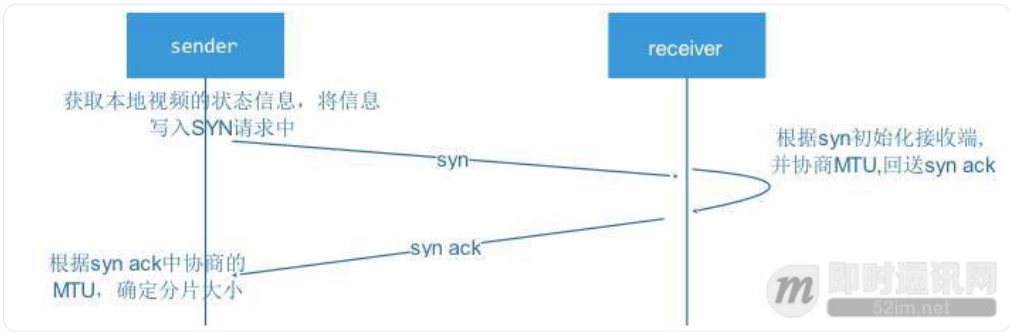 sender
receiver
获取本地视频的状态信息，将信息
写入SYN请求中
根据syn初始化接收端,
并协商MTU,回送syn ack
syn
syn ack
根据syn ack中协商的
MTU，确定分片大小
m 即时通讯网
52im.net